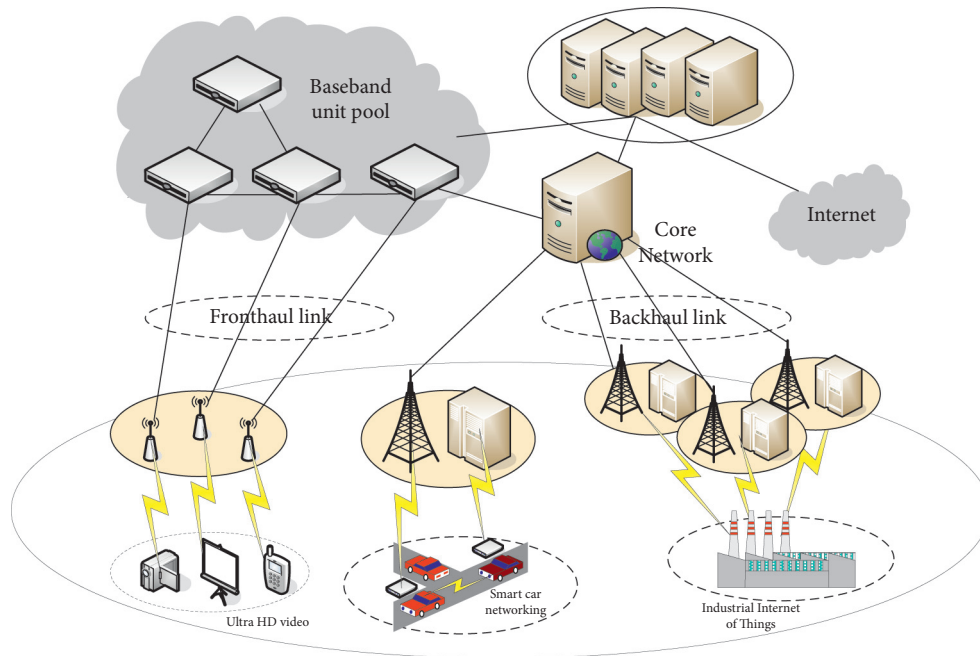 Baseband
unit pool
Internet
Core
Network
Fronthaul link
Backhaul link
Ultra HD video
Smart car
networking
Industrial Internet
of Things